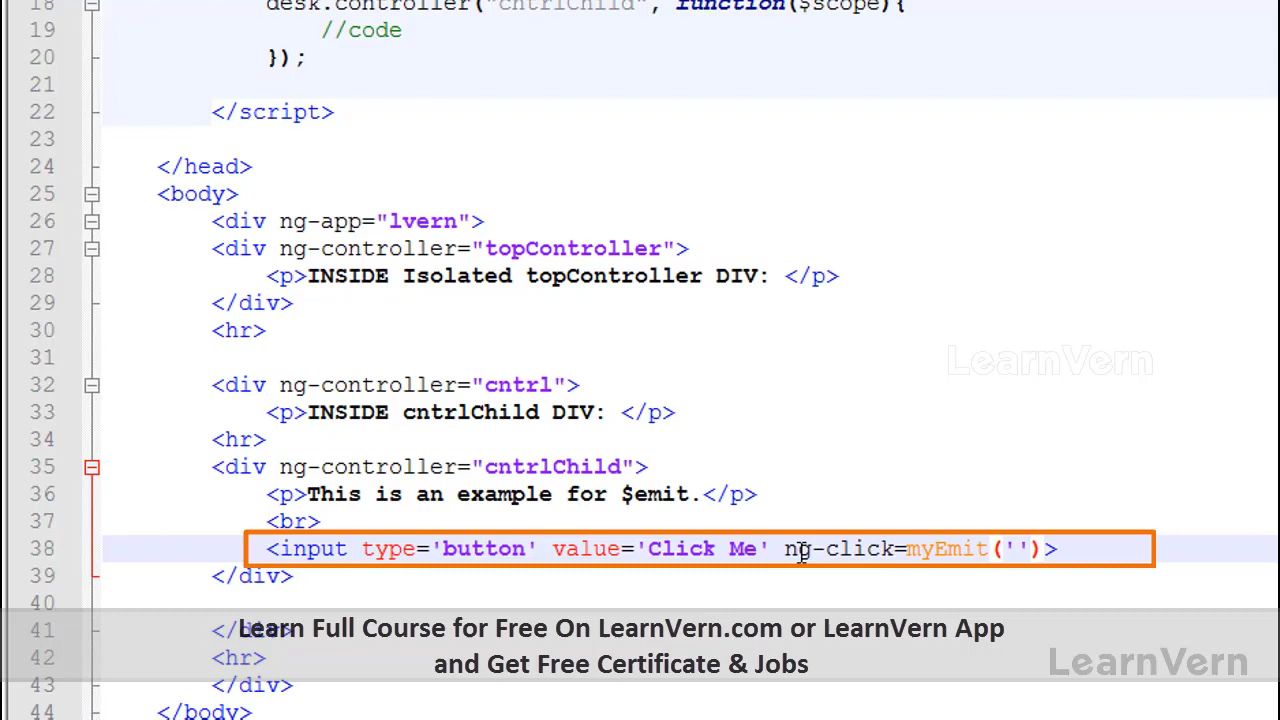 18 desk.controller("cntrlChild", function($scope){
19 //code
20 });
21
22 </script>
23
24 </head>
25 <body>
26 <div ng-app="lvern">
27 <div ng-controller="topController">
28 <p>INSIDE Isolated topController DIV: </p>
29 </div>
30 <hr>
31
LearnVern
32 <div ng-controller="cntrl">
33 <p>INSIDE cntrlChild DIV: </p>
34 <hr>
35 <div ng-controller="cntrlChild">
36 <p>This is an example for $emit.</p>
37 <br>
38 <input type='button' value='Click Me' ng-click=myEmit('')>
39 </div>
40
41 </div>
Learn Full Course for Free On LearnVern.com or LearnVern App
42 <hr>
and Get Free Certificate & Jobs
LearnVern
43 </div>
44 </body>